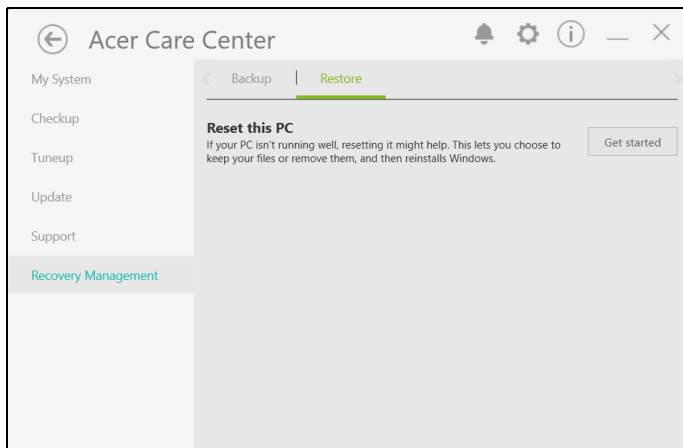 Acer Care Center
My System
Backup | Restore
Checkup
Reset this PC
If your PC isn't running well, resetting it might help. This lets you choose to
keep your files or remove them, and then reinstalls Windows.
Get started
Tuneup
Update
Support
Recovery Management